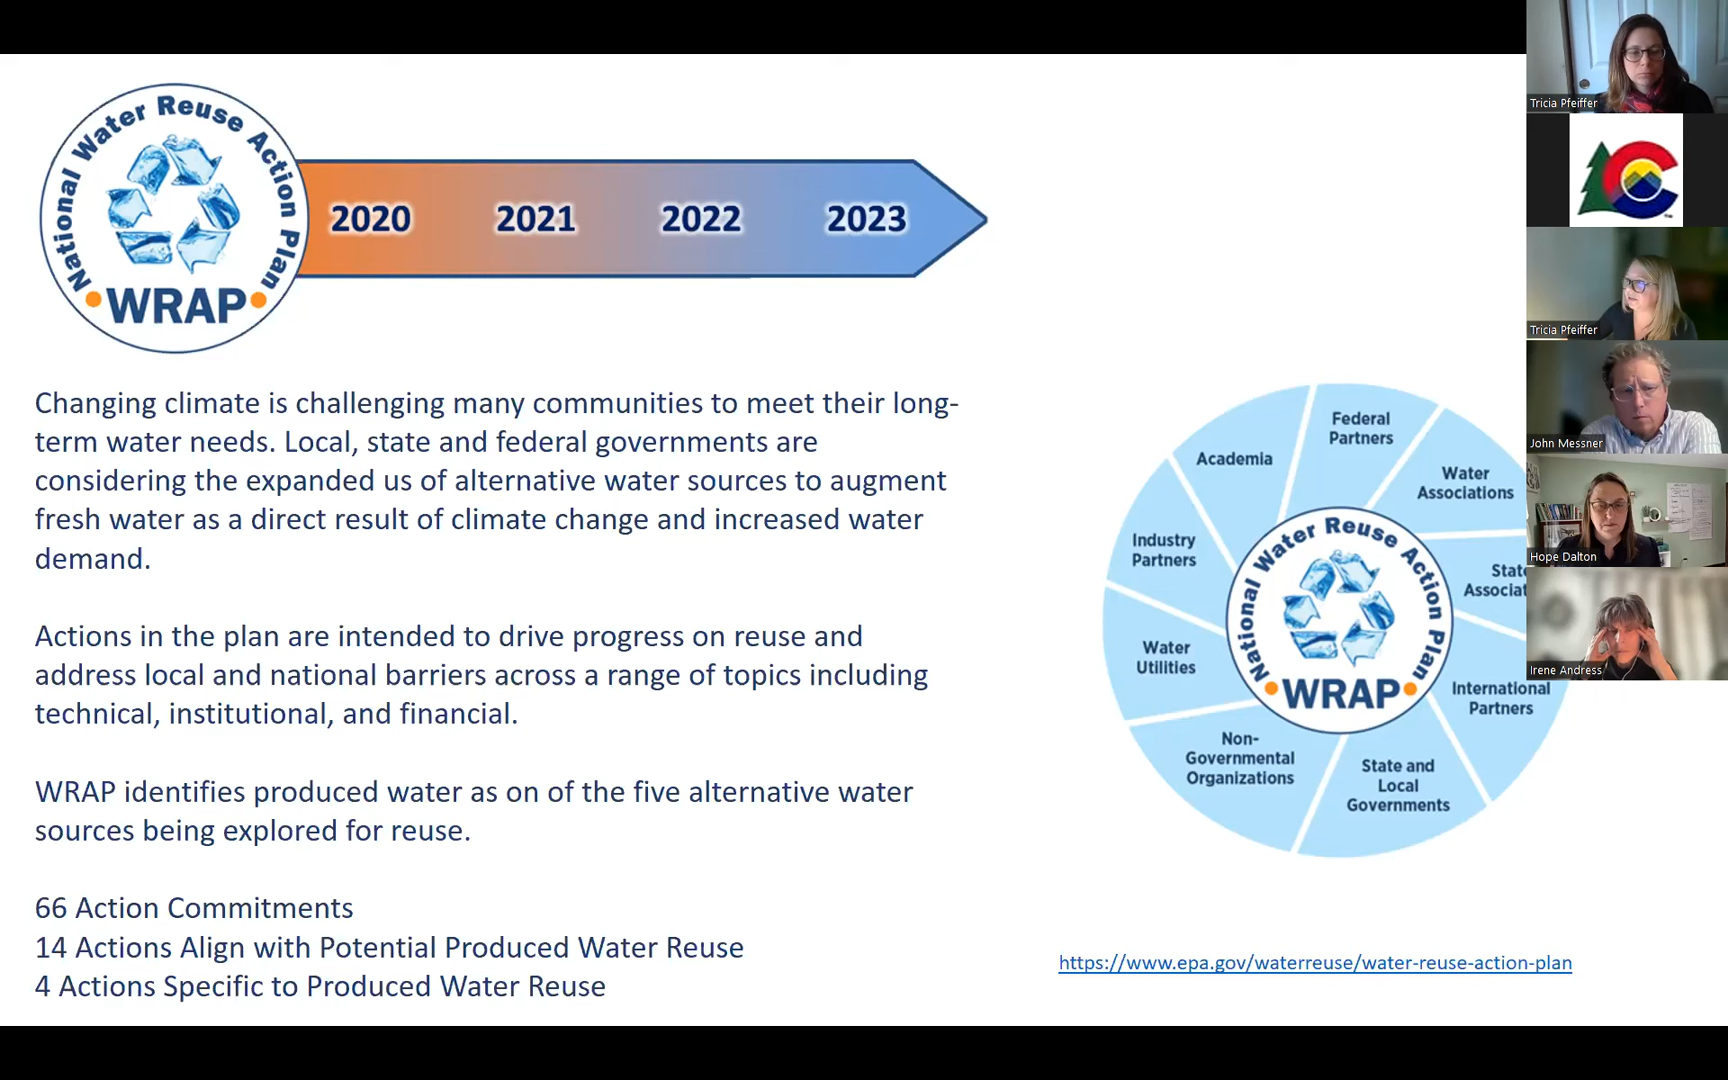 National Water Reuse Action Plan
WRAP
2020
2021
2022
2023
Changing climate is challenging many communities to meet their long-
term water needs. Local, state and federal governments are
considering the expanded us of alternative water sources to augment
fresh water as a direct result of climate change and increased water
demand.
Actions in the plan are intended to drive progress on reuse and
address local and national barriers across a range of topics including
technical, institutional, and financial.
WRAP identifies produced water as on of the five alternative water
sources being explored for reuse.
66 Action Commitments
14 Actions Align with Potential Produced Water Reuse
4 Actions Specific to Produced Water Reuse
Federal
Partners
Water
Associations
State
Associat
International
Partners
State and
Local
Governments
Non-
Governmental
Organizations
Water
Utilities
Industry
Partners
Academia
National Water Reuse Action Plan
WRAP
https://www.epa.gov/waterreuse/water-reuse-action-plan
Tricia Pfeiffer
C
Tricia Pfeiffer
John Messner
Hope Dalton
Irene Andress